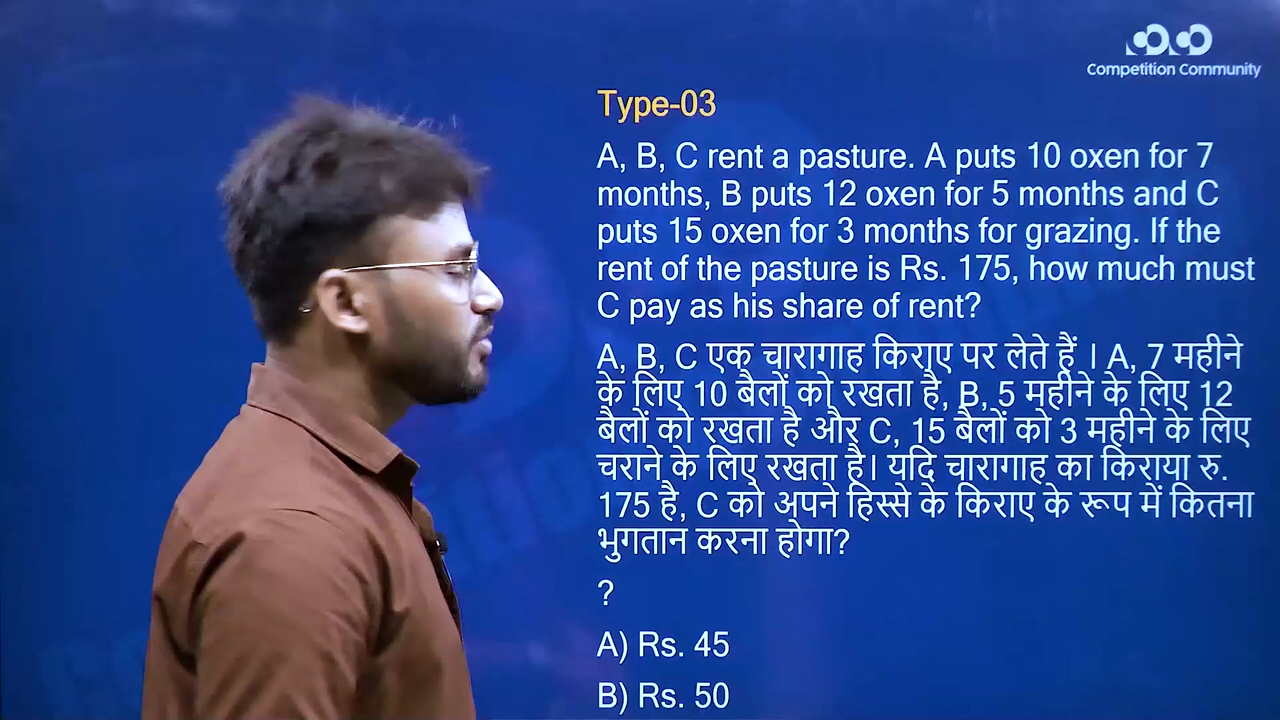 Competition Community
Type-03
A, B, C rent a pasture. A puts 10 oxen for 7
months, B puts 12 oxen for 5 months and C
puts 15 oxen for 3 months for grazing. If the
rent of the pasture is Rs. 175, how much must
C pay as his share of rent?
A, B, C एक चारागाह किराए पर लेते हैं । A, 7 महीने
के लिए 10 बैलों को रखता है, B, 5 महीने के लिए 12
बैलों को रखता है और C, 15 बैलों को 3 महीने के लिए
चराने के लिए रखता है। यदि चारागाह का किराया रु.
175 है, C को अपने हिस्से के किराए के रूप में कितना
भुगतान करना होगा?
?
A) Rs. 45
B) Rs. 50